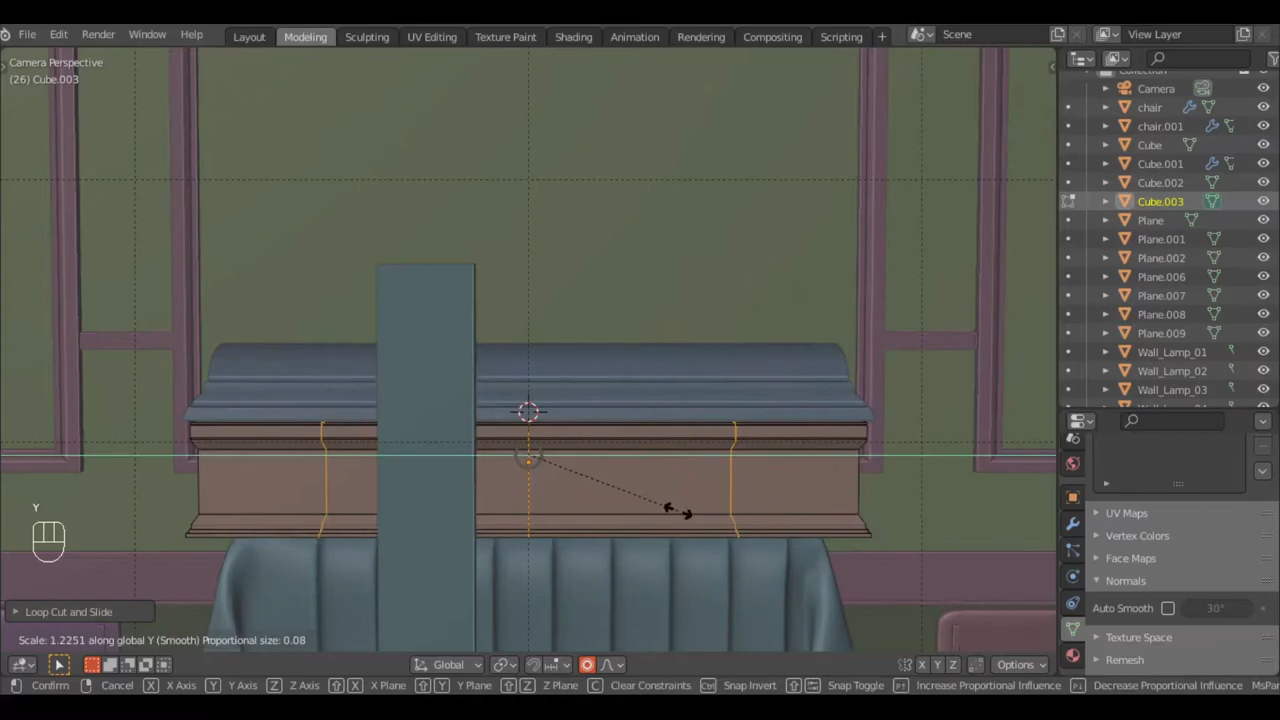 File Edit Render Window Help Layout Modeling Sculpting UV Editing Texture Paint Shading Animation Rendering Compositing Scripting + Scene View Layer
Camera Perspective
(26) Cube.003
Camera
chair
chair.001
Cube
Cube.001
Cube.002
Cube.003
Plane
Plane.001
Plane.002
Plane.006
Plane.007
Plane.008
Plane.009
Wall_Lamp_01
Wall_Lamp_02
Wall_Lamp_03
UV Maps
Vertex Colors
Face Maps
Normals
Auto Smooth 30°
Texture Space
Remesh
Y
Loop Cut and Slide
Scale: 1.2251 along global Y (Smooth) Proportional size: 0.08
Global X Y Z Options
Confirm Cancel X X Axis Y Y Axis Z Z Axis X X Plane Y Y Plane Z Z Plane C Clear Constraints Ctrl Snap Invert Snap Toggle Increase Proportional Influence Decrease Proportional Influence MsPan